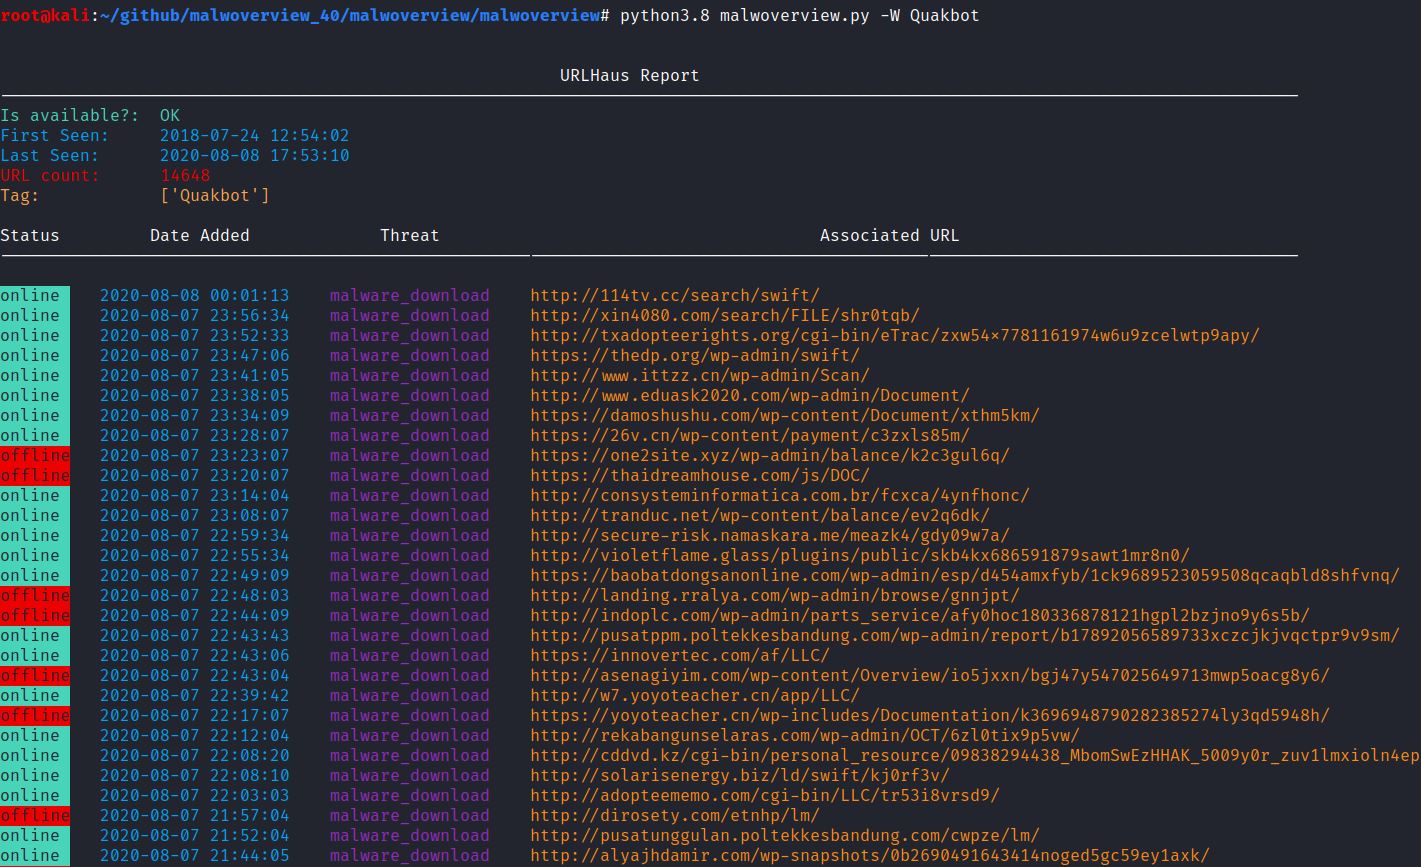 root@kali:~/github/malwoverview_40/malwoverview/malwoverview# python3.8 malwoverview.py -W Quakbot
URLHaus Report
Is available?: OK
First Seen: 2018-07-24 12:54:02
Last Seen: 2020-08-08 17:53:10
URL count: 14648
Tag: ['Quakbot']
Status Date Added Threat Associated URL
online 2020-08-08 00:01:13 malware_download http://114tv.cc/search/swift/
online 2020-08-07 23:56:34 malware_download http://xin4080.com/search/FILE/shr0tqb/
online 2020-08-07 23:52:33 malware_download http://txadopteerights.org/cgi-bin/eTrac/zxw54x7781161974w6u9zcelwtp9apy/
online 2020-08-07 23:47:06 malware_download https://thedp.org/wp-admin/swift/
online 2020-08-07 23:41:05 malware_download http://www.ittzz.cn/wp-admin/Scan/
online 2020-08-07 23:38:05 malware_download http://www.eduask2020.com/wp-admin/Document/
online 2020-08-07 23:34:09 malware_download https://damoshushu.com/wp-content/Document/xthm5km/
online 2020-08-07 23:28:07 malware_download https://26v.cn/wp-content/payment/c3zxls85m/
offline 2020-08-07 23:23:07 malware_download https://one2site.xyz/wp-admin/balance/k2c3gul6q/
offline 2020-08-07 23:20:07 malware_download https://thaidreamhouse.com/js/DOC/
online 2020-08-07 23:14:04 malware_download http://consysteminformatica.com.br/fcxca/4ynfhonc/
online 2020-08-07 23:08:07 malware_download http://tranduc.net/wp-content/balance/ev2q6dk/
online 2020-08-07 22:59:34 malware_download http://secure-risk.namaskara.me/meazk4/gdy09w7a/
online 2020-08-07 22:55:34 malware_download http://violetflame.glass/plugins/public/skb4kx686591879sawt1mr8n0/
online 2020-08-07 22:49:09 malware_download https://baobatdongsanonline.com/wp-admin/esp/d454amxfyb/1ck9689523059508qcaqbld8shfvnq/
offline 2020-08-07 22:48:03 malware_download http://landing.rralya.com/wp-admin/browse/gnnjpt/
offline 2020-08-07 22:44:09 malware_download http://indoplc.com/wp-admin/parts_service/afy0hoc180336878121hgpl2bzjno9y6s5b/
online 2020-08-07 22:43:43 malware_download http://pusatppm.poltekkesbandung.com/wp-admin/report/b17892056589733xczcjkjvqctpr9v9sm/
online 2020-08-07 22:43:06 malware_download https://innovertec.com/af/LLC/
offline 2020-08-07 22:43:04 malware_download http://asenagiyim.com/wp-content/Overview/io5jxxn/bgj47y547025649713mwp5oacg8y6/
online 2020-08-07 22:39:42 malware_download http://w7.yoyoteacher.cn/app/LLC/
offline 2020-08-07 22:17:07 malware_download https://yoyoteacher.cn/wp-includes/Documentation/k3696948790282385274ly3qd5948h/
online 2020-08-07 22:12:04 malware_download http://rekabangunselaras.com/wp-admin/OCT/6zl0tix9p5vw/
online 2020-08-07 22:08:20 malware_download http://cddvd.kz/cgi-bin/personal_resource/09838294438_MbomSwEzHHAK_5009y0r_zuv1lmxioln4ep
online 2020-08-07 22:08:10 malware_download http://solarisenergy.biz/ld/swift/kj0rf3v/
online 2020-08-07 22:03:03 malware_download http://adopteememo.com/cgi-bin/LLC/tr53i8vrsd9/
offline 2020-08-07 21:57:04 malware_download http://dirosety.com/etnhp/lm/
online 2020-08-07 21:52:04 malware_download http://pusatunggulan.poltekkesbandung.com/cwpze/lm/
online 2020-08-07 21:44:05 malware_download http://alyajhdamir.com/wp-snapshots/0b2690491643414noged5gc59ey1axk/